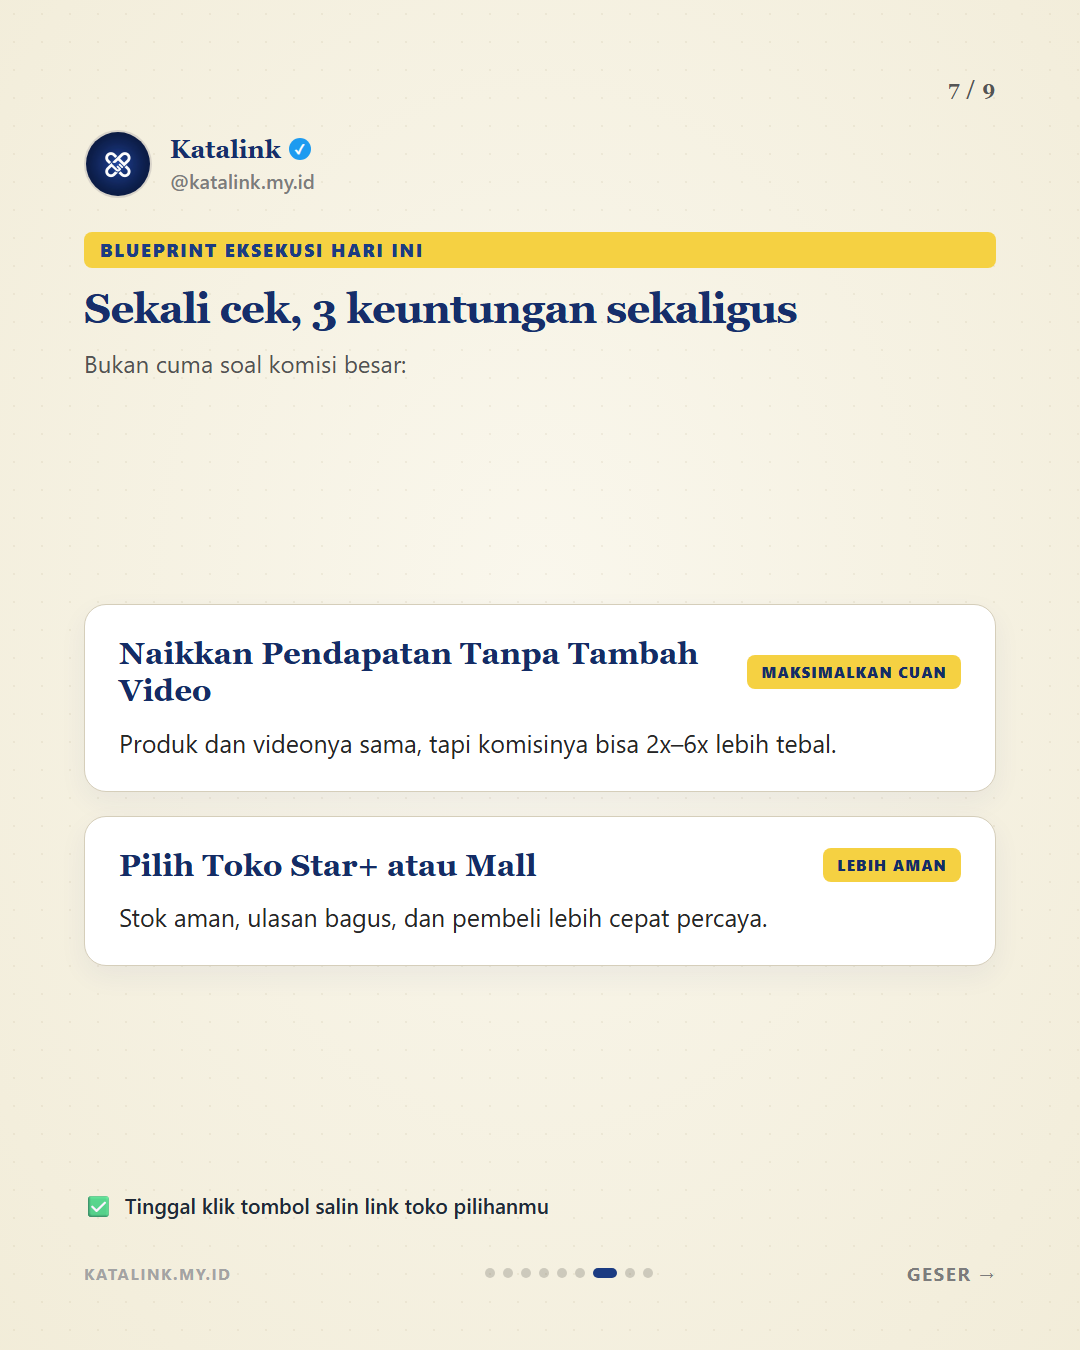 7 / 9
Katalink
@katalink.my.id
BLUEPRINT EKSEKUSI HARI INI
Sekali cek, 3 keuntungan sekaligus
Bukan cuma soal komisi besar:
Naikkan Pendapatan Tanpa Tambah
Video
MAKSIMALKAN CUAN
Produk dan videonya sama, tapi komisinya bisa 2x–6x lebih tebal.
Pilih Toko Star+ atau Mall
LEBIH AMAN
Stok aman, ulasan bagus, dan pembeli lebih cepat percaya.
✅ Tinggal klik tombol salin link toko pilihanmu
KATALINK.MY.ID
GESER →